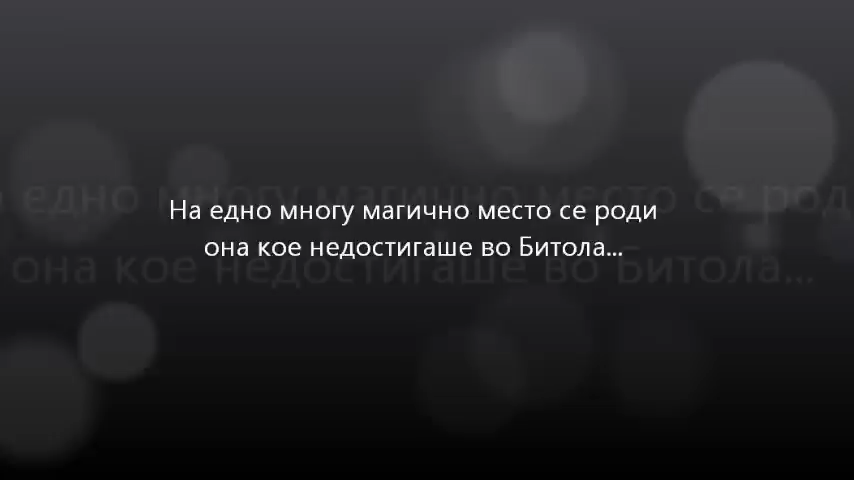 На едно многу магично место се роди
она кое недостигаше во Битола...